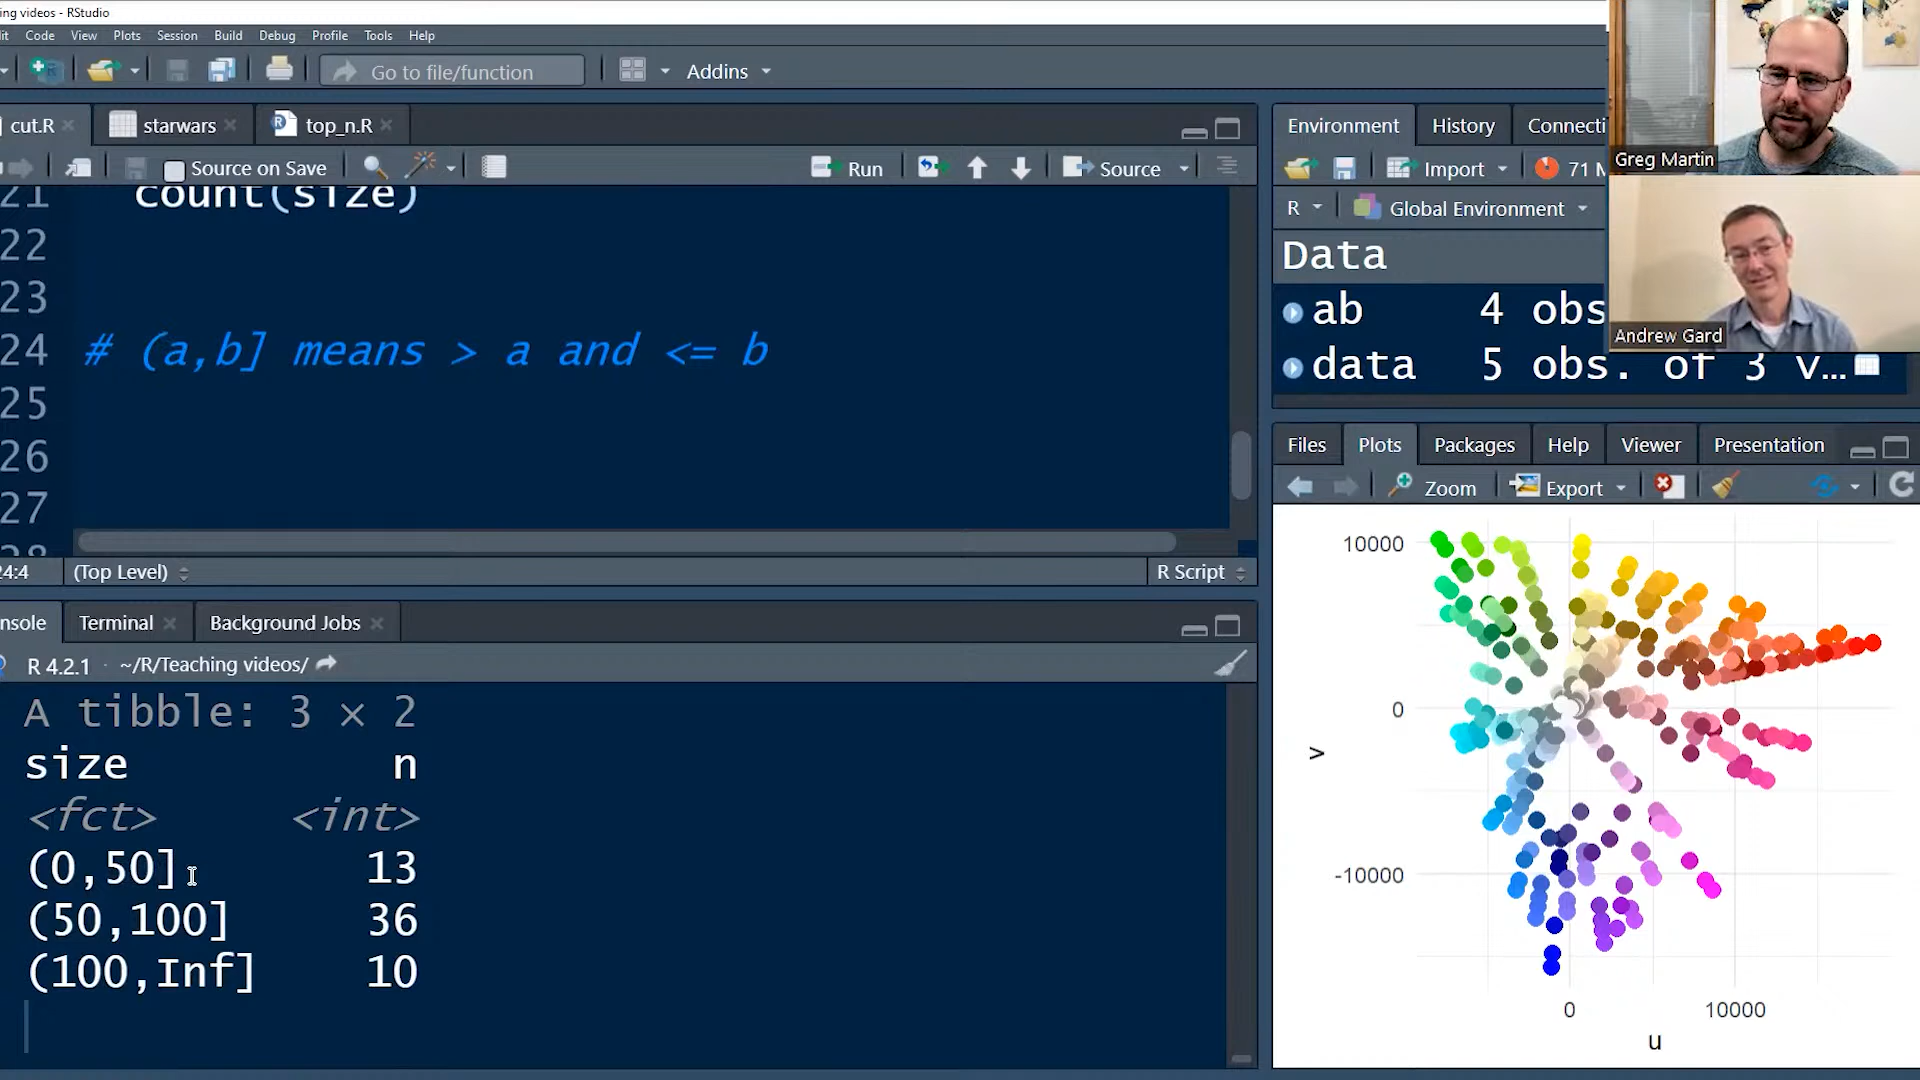 ing videos - RStudio
it Code View Plots Session Build Debug Profile Tools Help
Go to file/function Addins
cut.R starwars top_n.R
Source on Save Run Source
21 count(size)
22
23
24 # (a,b] means > a and <= b
25
26
27
28
24:4 (Top Level) R Script
nsole Terminal Background Jobs
R 4.2.1 · ~/R/Teaching videos/
A tibble: 3 × 2
size n
<fct> <int>
(0,50] 13
(50,100] 36
(100,Inf] 10
Environment History Connecti
Import 71 M
R Global Environment
Data
ab 4 obs.
data 5 obs. of 3 v…
Greg Martin
Andrew Gard
Files Plots Packages Help Viewer Presentation
Zoom Export
10000
0
-10000
v
0 10000
u